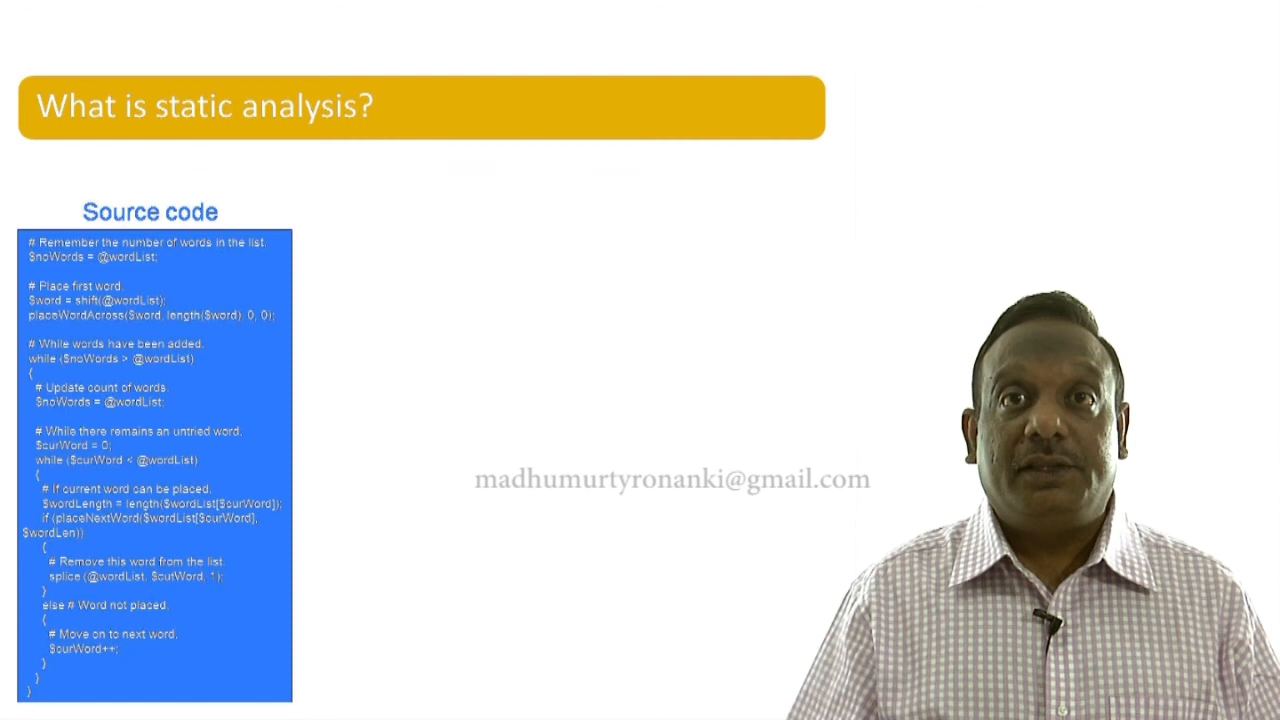 What is static analysis?
Source code
# Remember the number of words in the list.
$noWords = @wordList;
# Place first word.
$word = shift(@wordList);
placeWordAcross($word, length($word), 0, 0);
# While words have been added.
while ($noWords > @wordList)
{
# Update count of words.
$noWords = @wordList;
# While there remains an untried word.
$curWord = 0;
while ($curWord < @wordList)
{
# If current word can be placed.
$wordLength = length($wordList[$curWord]);
if (placeNextWord($wordList[$curWord],
$wordLen))
{
# Remove this word from the list.
splice (@wordList, $cutWord, 1);
}
else # Word not placed.
{
# Move on to next word.
$curWord++;
}
}
}
madhumurtyronanki@gmail.com